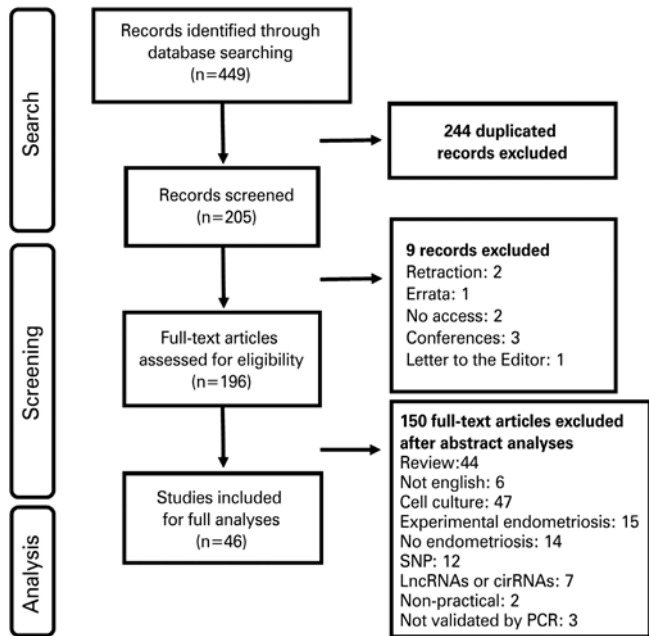 Search
Records identified through
database searching
(n=449)
244 duplicated
records excluded
Records screened
(n=205)
Screening
9 records excluded
Retraction: 2
Errata: 1
No access: 2
Conferences: 3
Letter to the Editor: 1
Full-text articles
assessed for eligibility
(n=196)
150 full-text articles excluded
after abstract analyses
Review:44
Not english: 6
Cell culture: 47
Experimental endometriosis: 15
No endometriosis: 14
SNP: 12
LncRNAs or cirRNAs: 7
Non-practical: 2
Not validated by PCR: 3
Studies included
for full analyses
(n=46)
Analysis